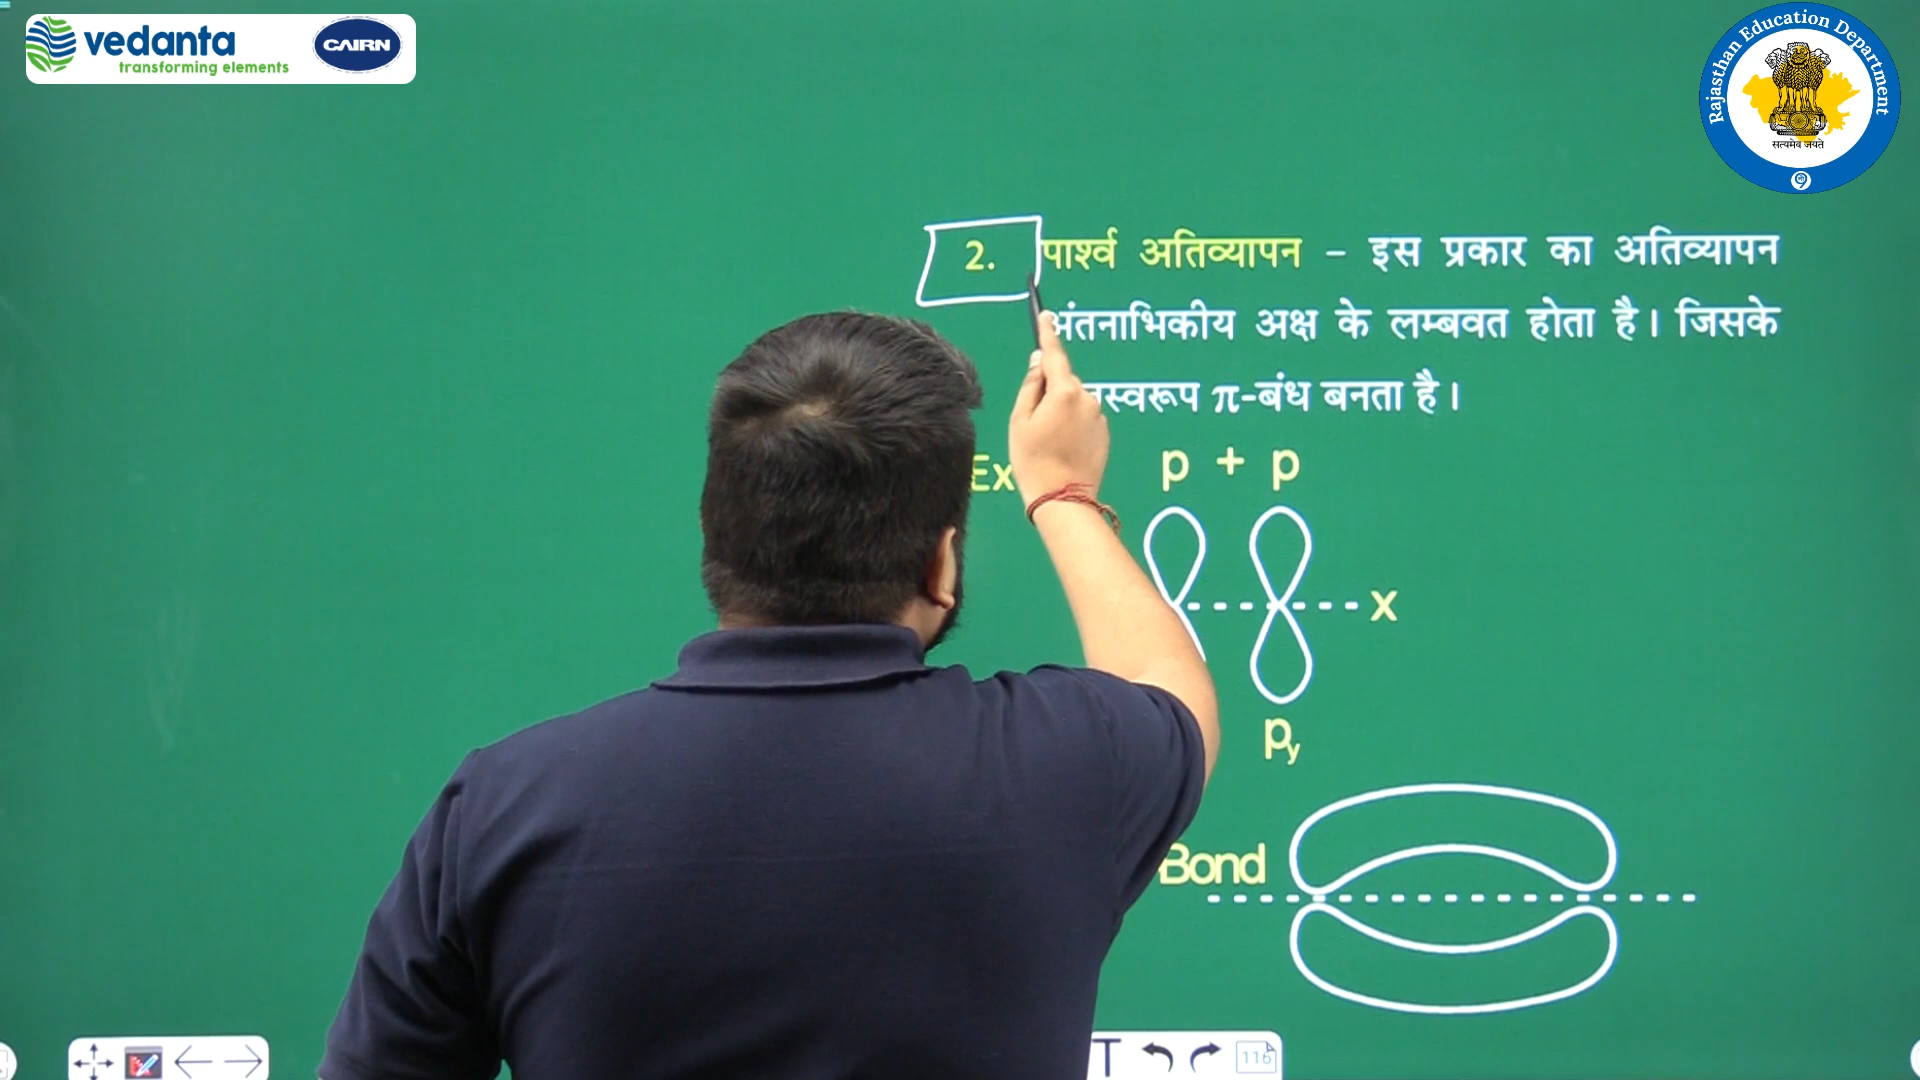 vedanta
transforming elements
CAIRN
Rajasthan Education Department
सत्यमेव जयते
2. पार्श्व अतिव्यापन – इस प्रकार का अतिव्यापन
अंतनाभिकीय अक्ष के लम्बवत होता है। जिसके
π-बंध बनता है।
Ex
p + p
x
py
Bond
T
116